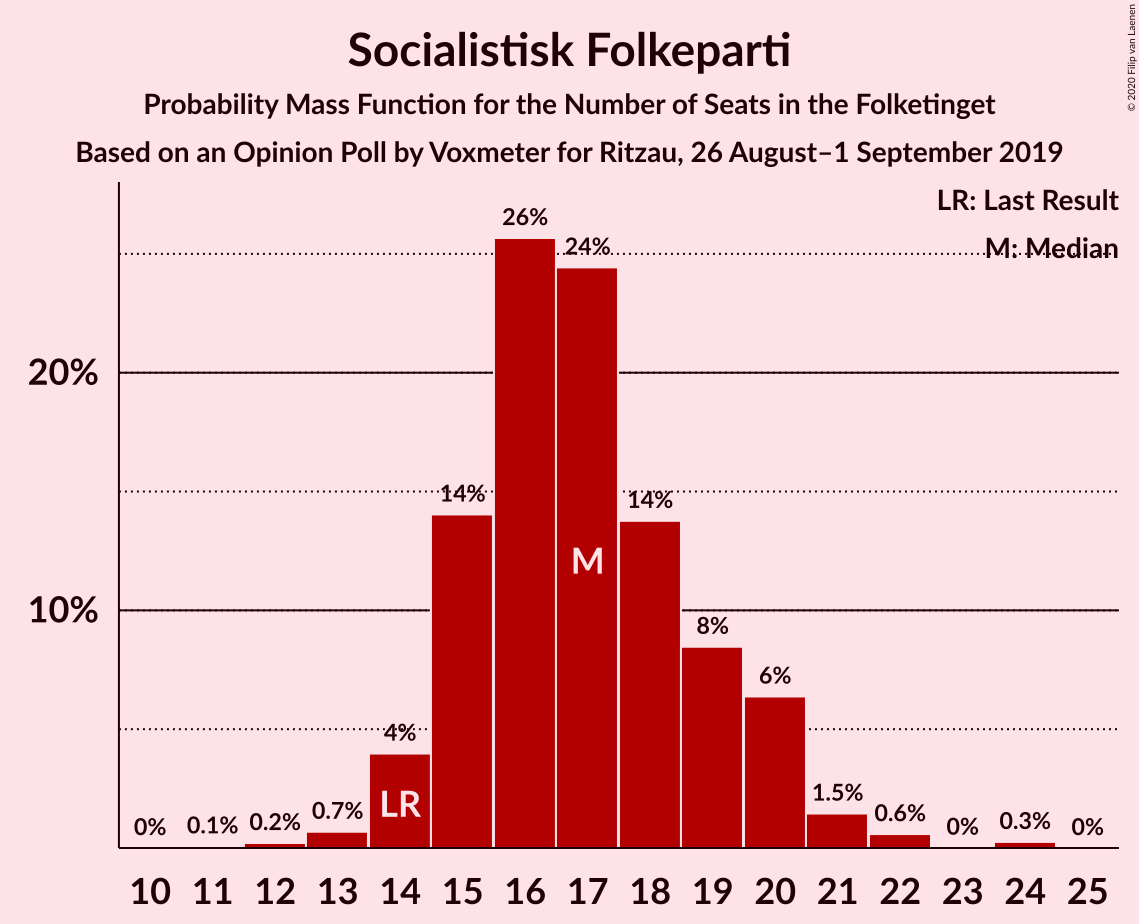 Socialistisk Folkeparti
Probability Mass Function for the Number of Seats in the Folketinget
Based on an Opinion Poll by Voxmeter for Ritzau, 26 August–1 September 2019
© 2020 Filip van Laenen
LR: Last Result
M: Median
20%
10%
0%
0.1%
0.2%
0.7%
4%
14%
26%
24%
14%
8%
6%
1.5%
0.6%
0%
0.3%
0%
LR
M
10 11 12 13 14 15 16 17 18 19 20 21 22 23 24 25